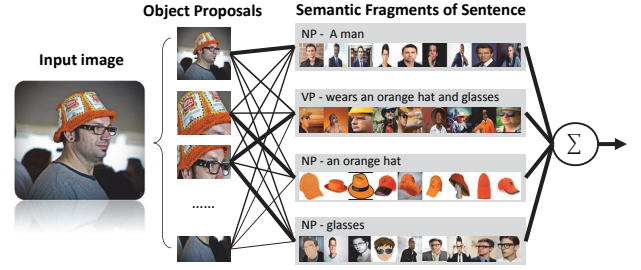 Object Proposals
Semantic Fragments of Sentence
Input image
NP - A man
VP - wears an orange hat and glasses
NP - an orange hat
NP - glasses
......
Σ